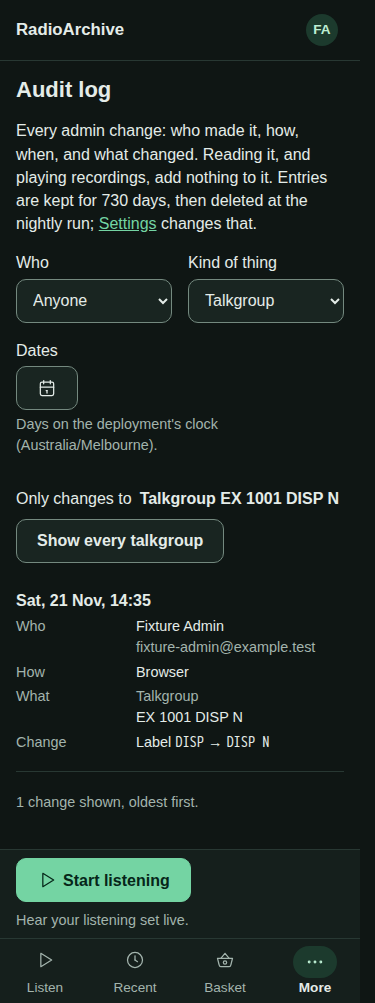 RadioArchive
FA
Audit log
Every admin change: who made it, how,
when, and what changed. Reading it, and
playing recordings, add nothing to it. Entries
are kept for 730 days, then deleted at the
nightly run; Settings changes that.
Who
Kind of thing
Anyone
Talkgroup
Dates
Days on the deployment's clock
(Australia/Melbourne).
Only changes to Talkgroup EX 1001 DISP N
Show every talkgroup
Sat, 21 Nov, 14:35
Who
Fixture Admin
fixture-admin@example.test
How
Browser
What
Talkgroup
EX 1001 DISP N
Change
Label DISP → DISP N
1 change shown, oldest first.
Start listening
Hear your listening set live.
Listen
Recent
Basket
More